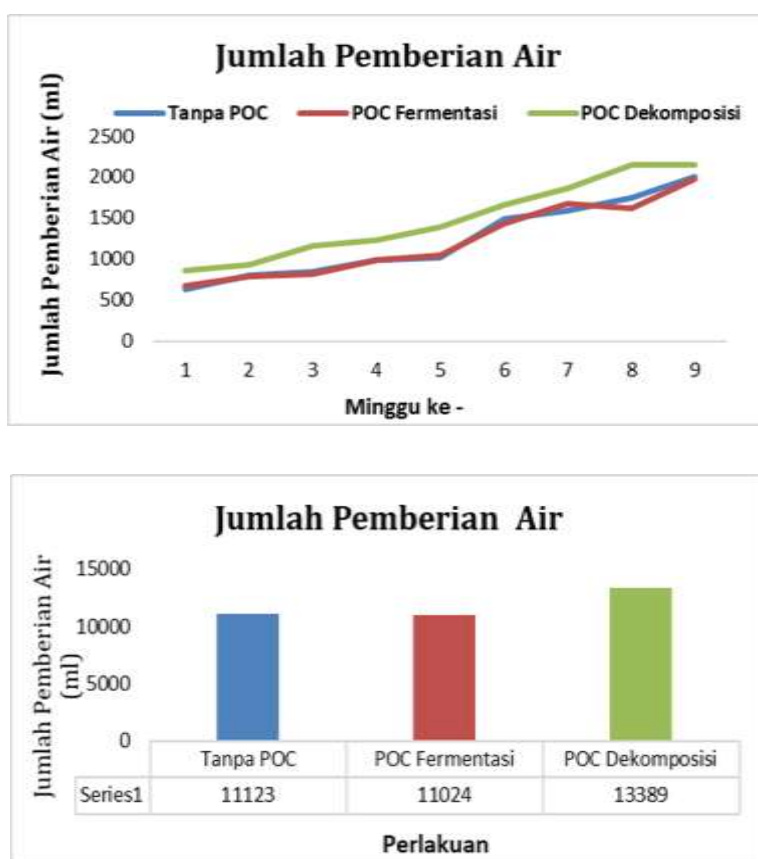 Jumlah Pemberian Air
Tanpa POC POC Fermentasi POC Dekomposisi
Jumlah Pemberian Air (ml)
2500
2000
1500
1000
500
0
1 2 3 4 5 6 7 8 9
Minggu ke -
Jumlah Pemberian Air
Jumlah Pemberian Air
(ml)
15000
10000
5000
0
Tanpa POC POC Fermentasi POC Dekomposisi
Series1 11123 11024 13389
Perlakuan